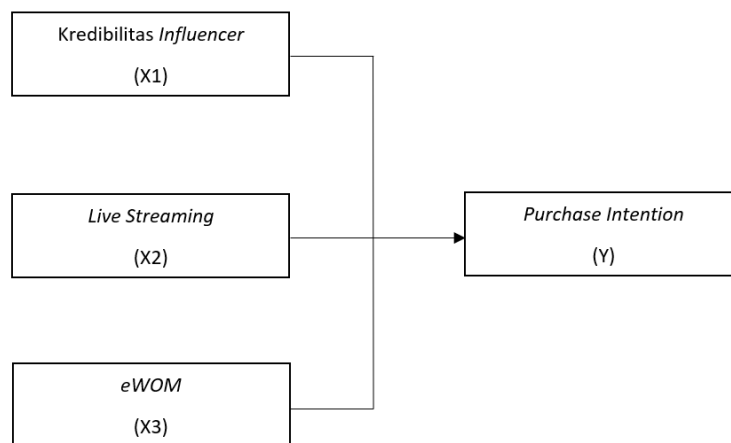 Kredibilitas Influencer
(X1)
Live Streaming
(X2)
Purchase Intention
(Y)
eWOM
(X3)